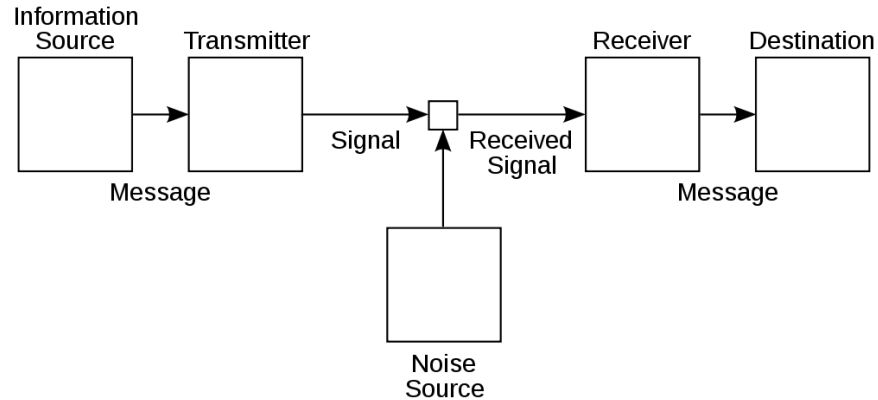 Information
Source
Transmitter
Receiver
Destination
Signal
Received
Signal
Message
Message
Noise
Source